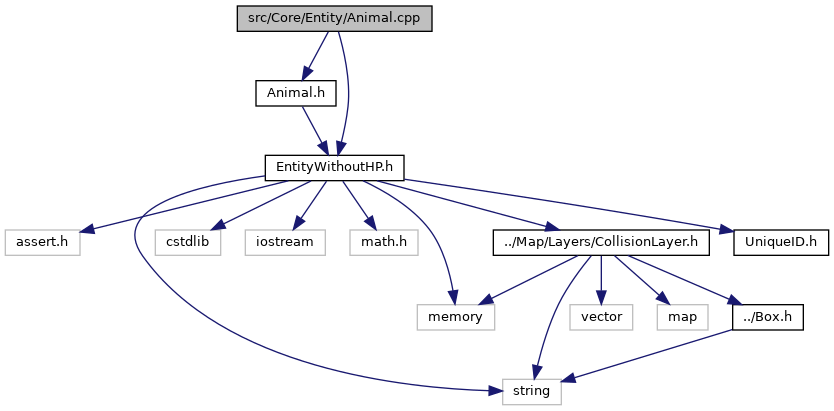 src/Core/Entity/Animal.cpp
Animal.h
EntityWithoutHP.h
assert.h
cstdlib
iostream
math.h
../Map/Layers/CollisionLayer.h
UniqueID.h
memory
vector
map
../Box.h
string